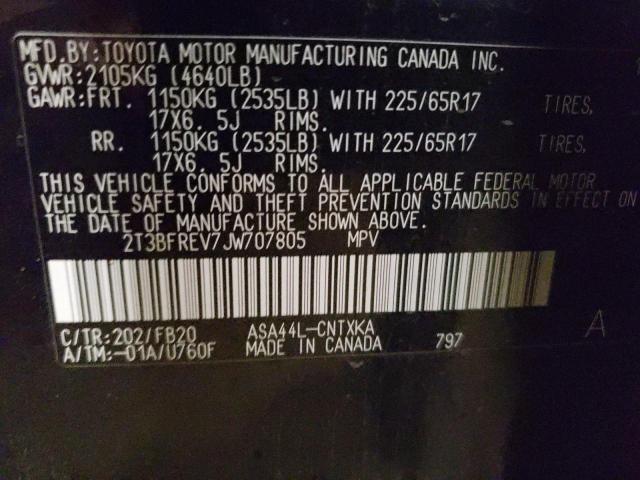 MFD.BY:TOYOTA MOTOR MANUFACTURING CANADA INC.
GVWR:2105KG (4640LB)
GAWR:FRT. 1150KG (2535LB) WITH 225/65R17 TIRES,
17X6.5J RIMS.
RR. 1150KG (2535LB) WITH 225/65R17 TIRES,
17X6.5J RIMS.
THIS VEHICLE CONFORMS TO ALL APPLICABLE FEDERAL MOTOR
VEHICLE SAFETY AND THEFT PREVENTION STANDARDS IN EFFECT ON
THE DATE OF MANUFACTURE SHOWN ABOVE.
2T3BFREV7JW707805 MPV
C/TR:202/FB20 ASA44L-CNTXKA A
A/TM:-01A/U760F MADE IN CANADA 797